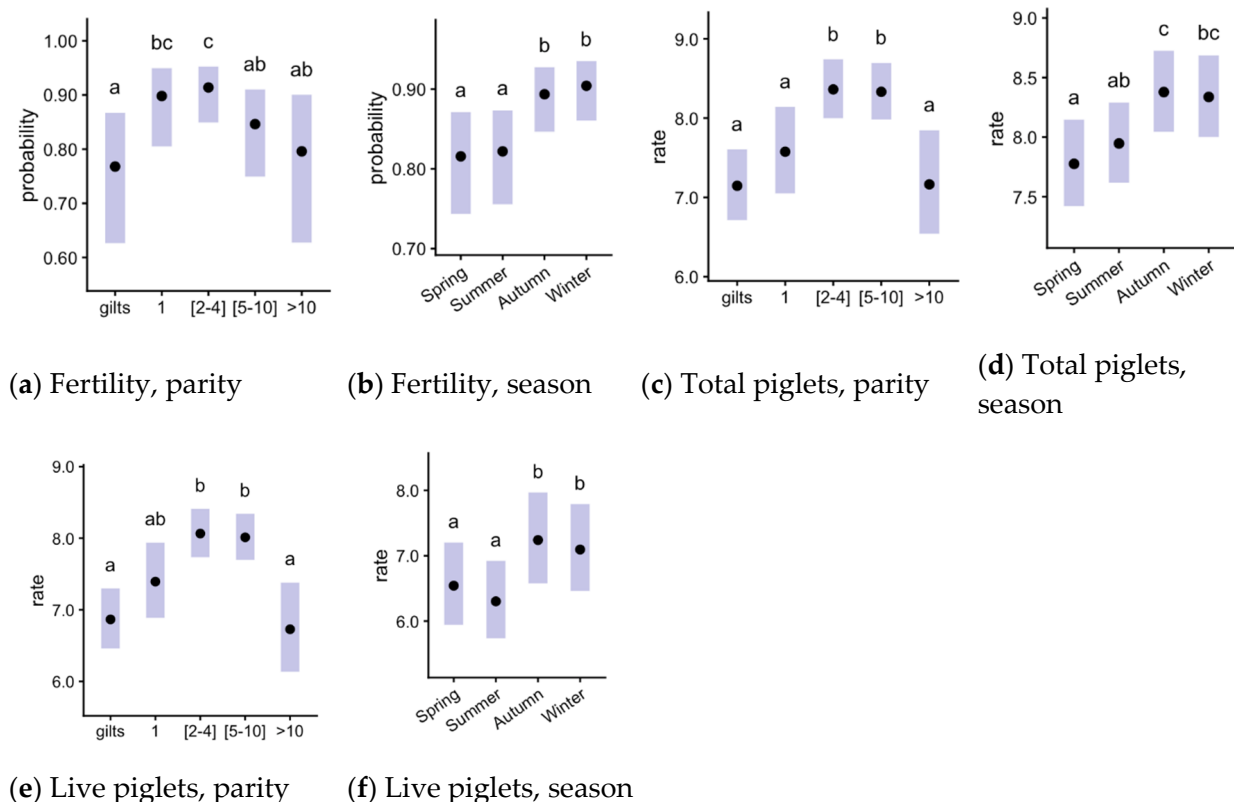 1.00
0.90
0.80
0.70
0.60
probability
a
bc
c
ab
ab
gilts 1 [2-4] [5-10] >10
(a) Fertility, parity
0.90
0.80
0.70
probability
a
a
b
b
Spring
Summer
Autumn
Winter
(b) Fertility, season
9.0
8.0
7.0
6.0
rate
a
a
b
b
a
gilts 1 [2-4] [5-10] >10
(c) Total piglets, parity
9.0
8.5
8.0
7.5
rate
a
ab
c
bc
Spring
Summer
Autumn
Winter
(d) Total piglets,
season
9.0
8.0
7.0
6.0
rate
a
ab
b
b
a
gilts 1 [2-4] [5-10] >10
(e) Live piglets, parity
8.0
7.0
6.0
rate
a
a
b
b
Spring
Summer
Autumn
Winter
(f) Live piglets, season